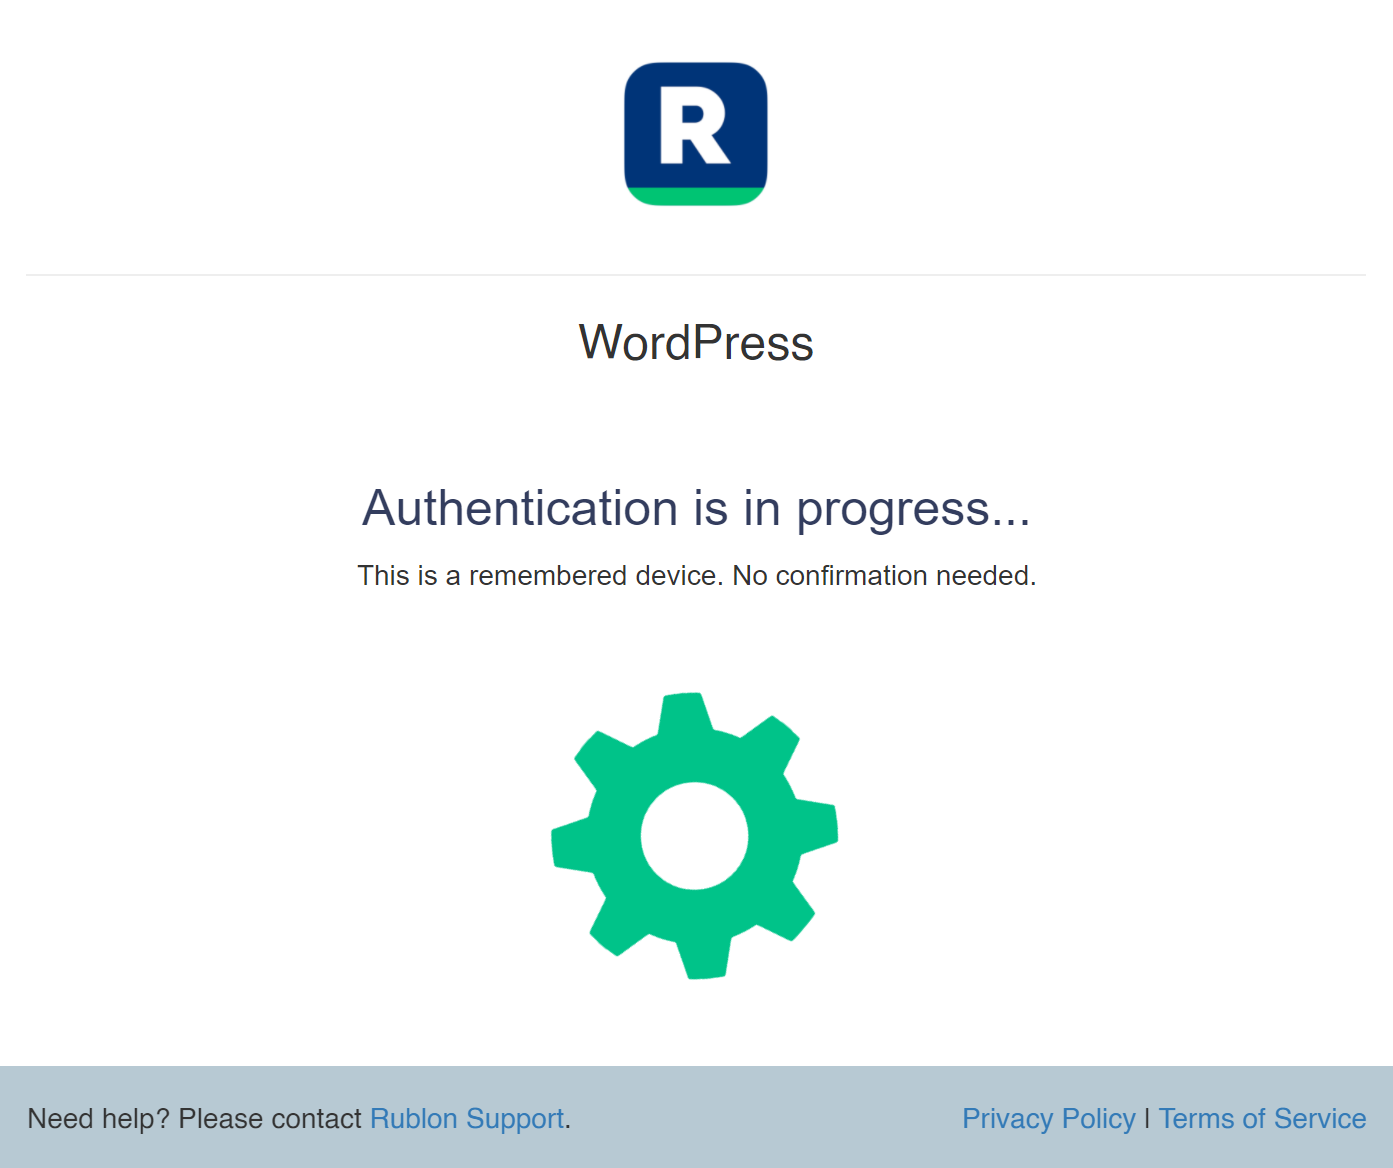 R
WordPress
Authentication is in progress...
This is a remembered device. No confirmation needed.
Need help? Please contact Rublon Support.
Privacy Policy | Terms of Service